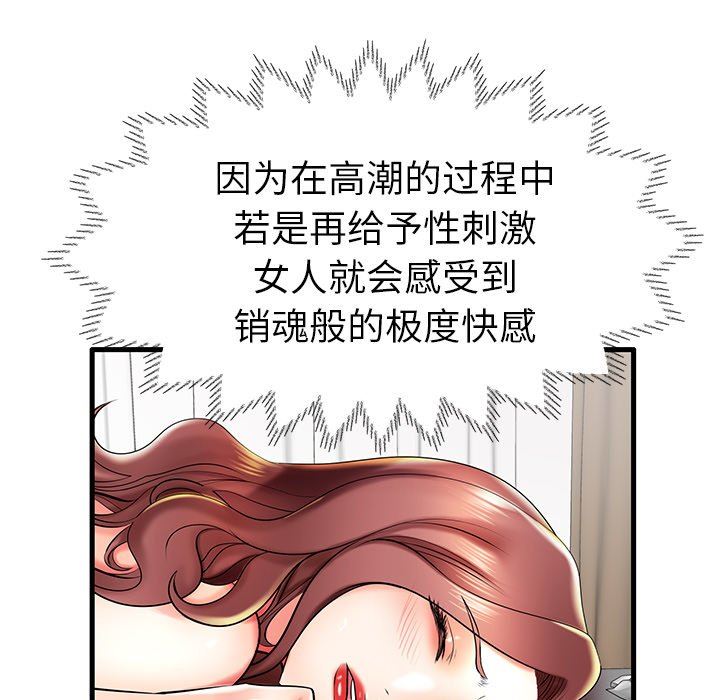 因为在高潮的过程中
若是再给予性刺激
女人就会感受到
销魂般的极度快感